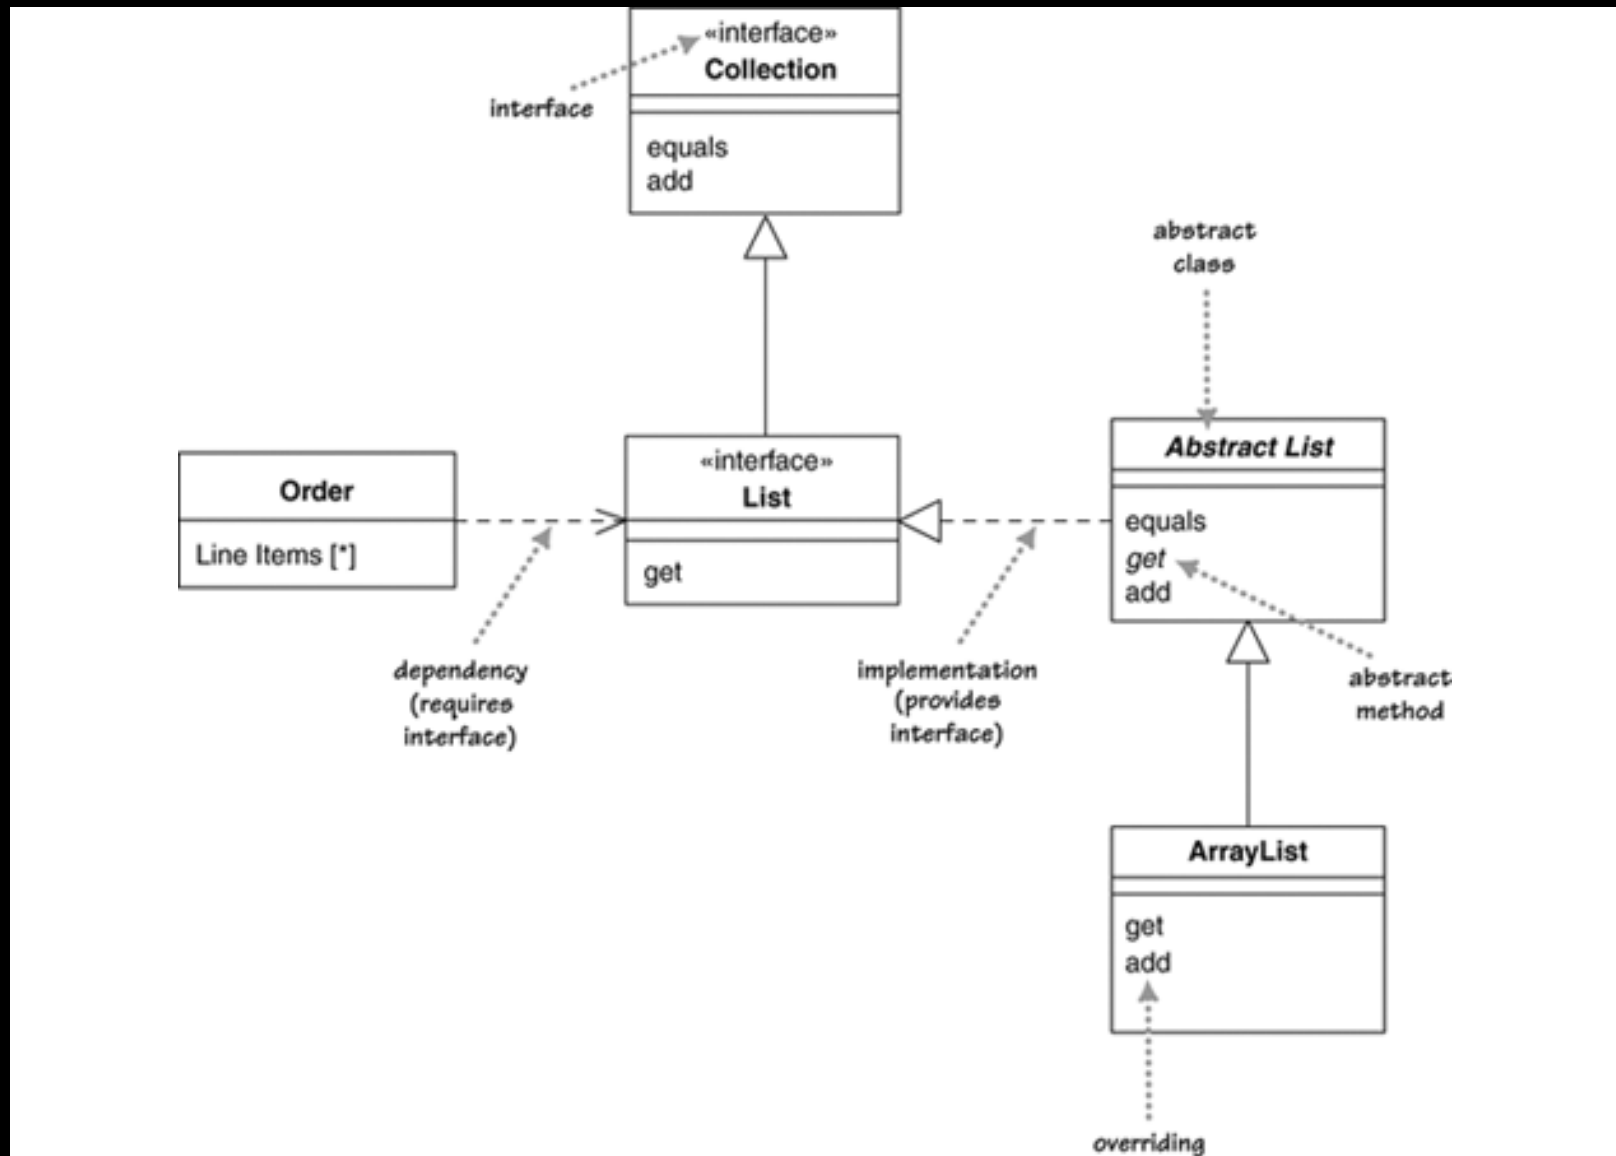 «interface»
Collection
interface
equals
add
abstract
class
Order
Line Items [*]
«interface»
List
get
Abstract List
equals
get
add
dependency
(requires
interface)
implementation
(provides
interface)
abstract
method
ArrayList
get
add
overriding